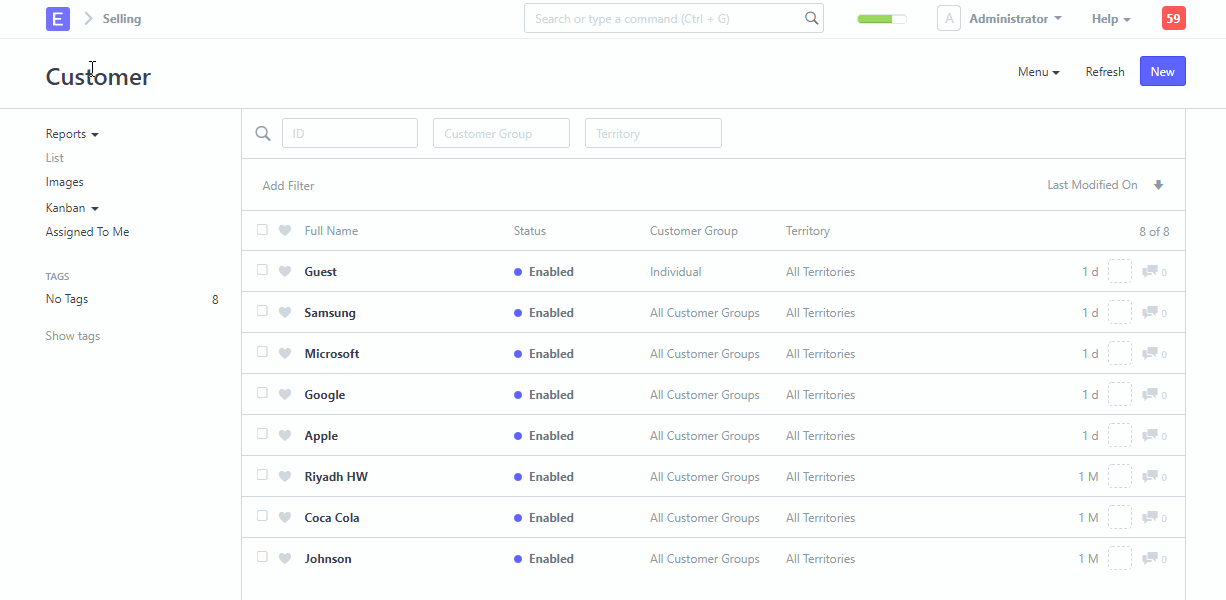 E Selling Search or type a command (Ctrl + G) A Administrator Help 59
Customer Menu Refresh New
Reports
List
Images
Kanban
Assigned To Me
TAGS
No Tags 8
Show tags
ID Customer Group Territory
Add Filter Last Modified On
Full Name Status Customer Group Territory 8 of 8
Guest Enabled Individual All Territories 1 d 0
Samsung Enabled All Customer Groups All Territories 1 d 0
Microsoft Enabled All Customer Groups All Territories 1 d 0
Google Enabled All Customer Groups All Territories 1 d 0
Apple Enabled All Customer Groups All Territories 1 d 0
Riyadh HW Enabled All Customer Groups All Territories 1 M 0
Coca Cola Enabled All Customer Groups All Territories 1 M 0
Johnson Enabled All Customer Groups All Territories 1 M 0